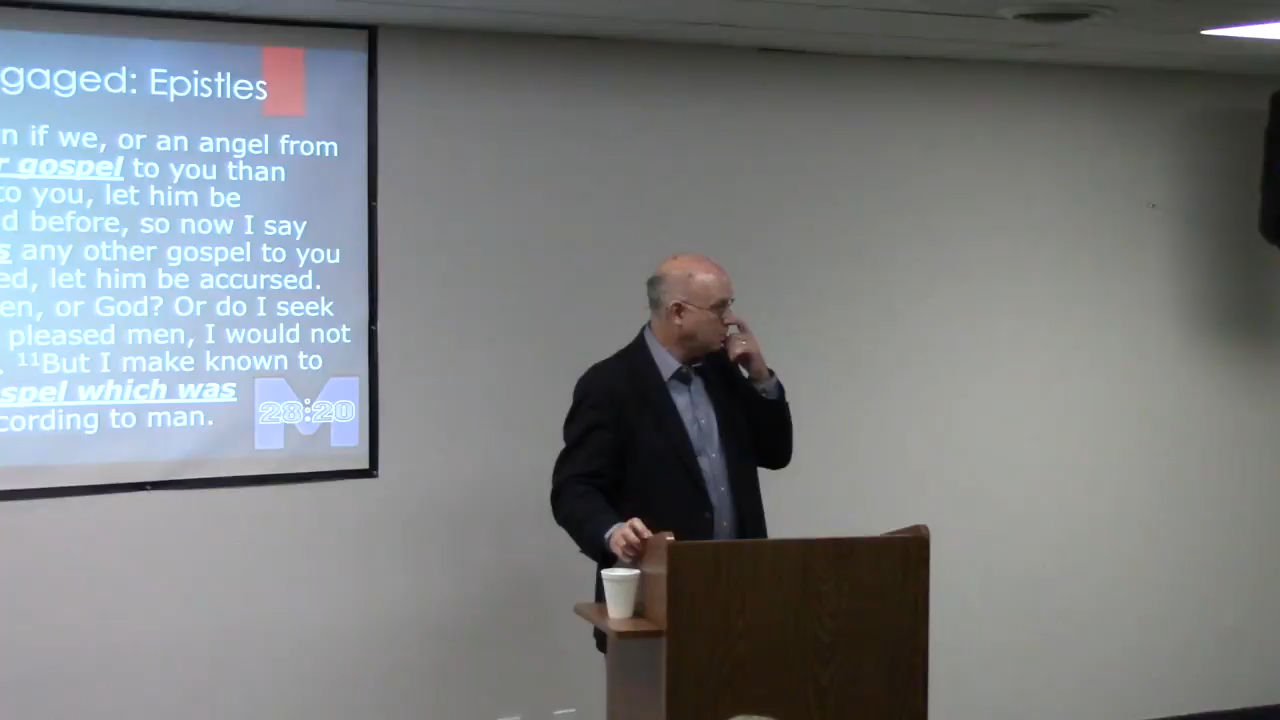 gaged: Epistles
n if we, or an angel from
r gospel to you than
to you, let him be
d before, so now I say
s any other gospel to you
ed, let him be accursed.
en, or God? Or do I seek
pleased men, I would not
. ¹¹But I make known to
spel which was
cording to man.
M
28:20